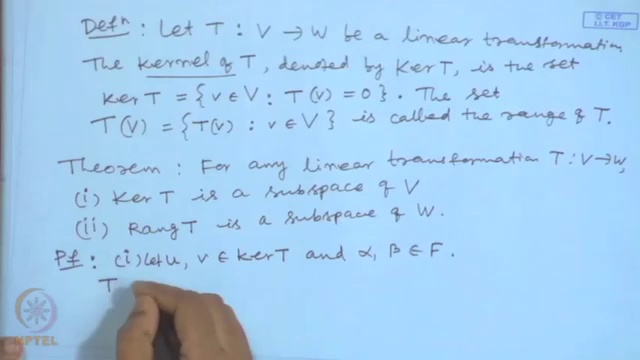 © CET
I.I.T. KGP
Defⁿ : Let T : V → W be a linear transformation
The kernel of T, denoted by Ker T, is the set
Ker T = {v ∈ V : T(v) = 0}. The set
T(V) = {T(v) : v ∈ V} is called the range of T.
Theorem : For any linear transformation T : V → W,
(i) Ker T is a subspace of V
(ii) Rang T is a subspace of W.
Pf : (i) Let u, v ∈ Ker T and α, β ∈ F.
T
NPTEL